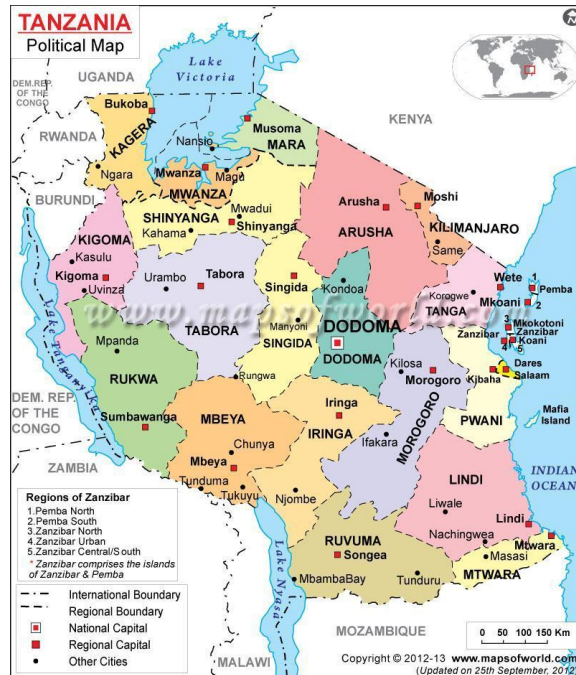 TANZANIA
Political Map
UGANDA
Lake
Victoria
DEM.REP.
OF THE
CONGO
KENYA
RWANDA
BURUNDI
Bukoba
KAGERA
Nansio
Musoma
MARA
Ngara
Mwanza
Magu
MWANZA
SHINYANGA
Mwadui
Kahama
Shinyanga
Arusha
ARUSHA
Moshi
KILIMANJARO
Same
KIGOMA
Kasulu
Kigoma
Uvinza
Urambo
Tabora
TABORA
Singida
Manyoni
SINGIDA
Kondoa
DODOMA
DODOMA
Korogwe
TANGA
Wete
1
Pemba
Mkoani
2
3
Mkokotoni
Zanzibar
Zanzibar
Koani
4
5
www.mapsofworld.com
Lake Tanganyika
Mpanda
RUKWA
Rungwa
Kilosa
Morogoro
MOROGORO
Kibaha
Dares
Salaam
PWANI
Mafia
Island
DEM. REP.
OF THE
CONGO
Sumbawanga
MBEYA
Chunya
Mbeya
Tunduma
Tukuyu
Iringa
IRINGA
Ifakara
Njombe
ZAMBIA
INDIAN
OCEAN
LINDI
Liwale
Lindi
Nachingwea
Mtwara
Masasi
MTWARA
RUVUMA
Songea
MbambaBay
Tunduru
Lake Nyasa
MOZAMBIQUE
MALAWI
Regions of Zanzibar
1.Pemba North
2.Pemba South
3.Zanzibar North
4.Zanzibar Urban
5.Zanzibar Central/South
* Zanzibar comprises the islands
of Zanzibar & Pemba
International Boundary
Regional Boundary
National Capital
Regional Capital
Other Cities
0 50 100 150 Km
Copyright © 2012-13 www.mapsofworld.com
(Updated on 25th September, 2012)